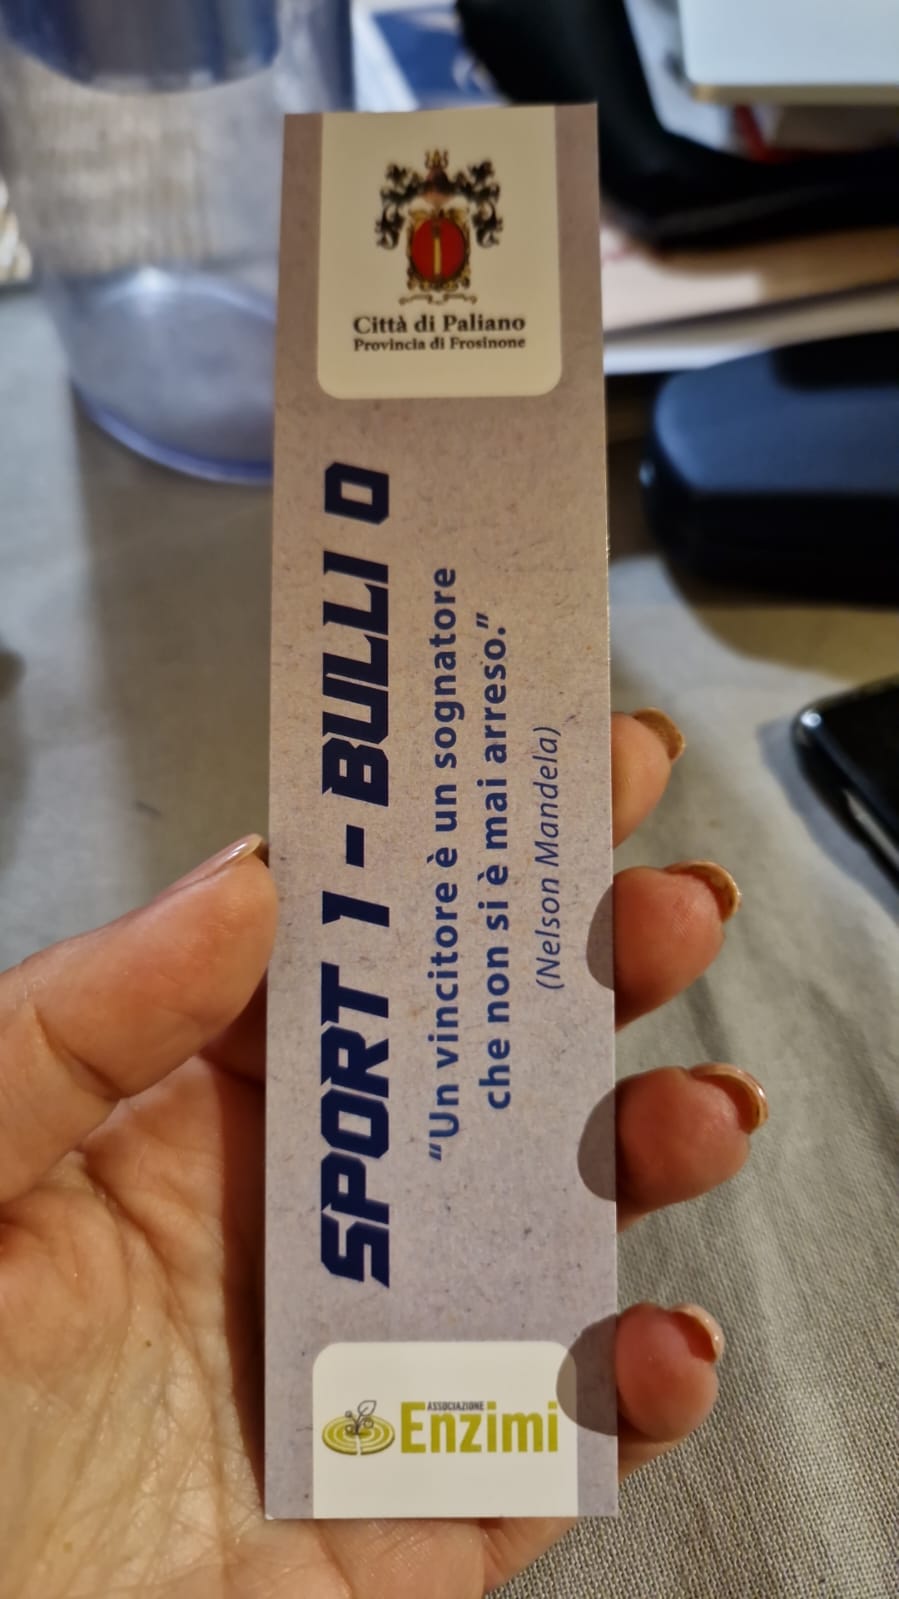 Città di Paliano
Provincia di Frosinone
SPORT 1 - BULLI 0
“Un vincitore è un sognatore
che non si è mai arreso.”
(Nelson Mandela)
ASSOCIAZIONE
Enzimi